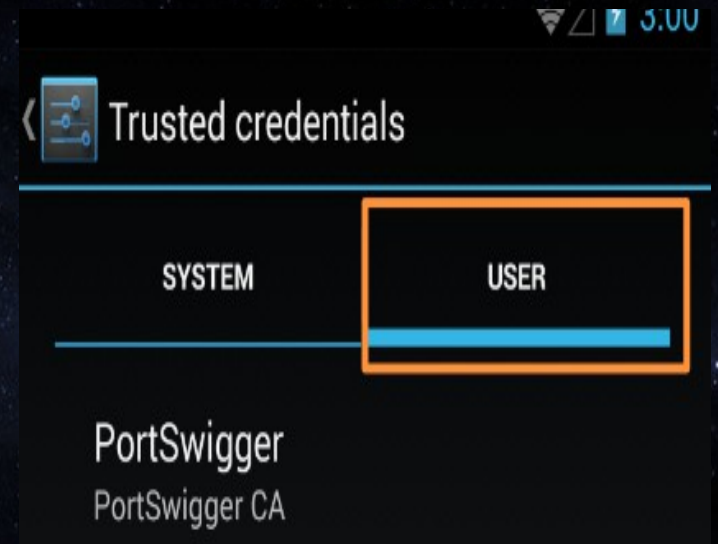 3:00
Trusted credentials
SYSTEM USER
PortSwigger
PortSwigger CA